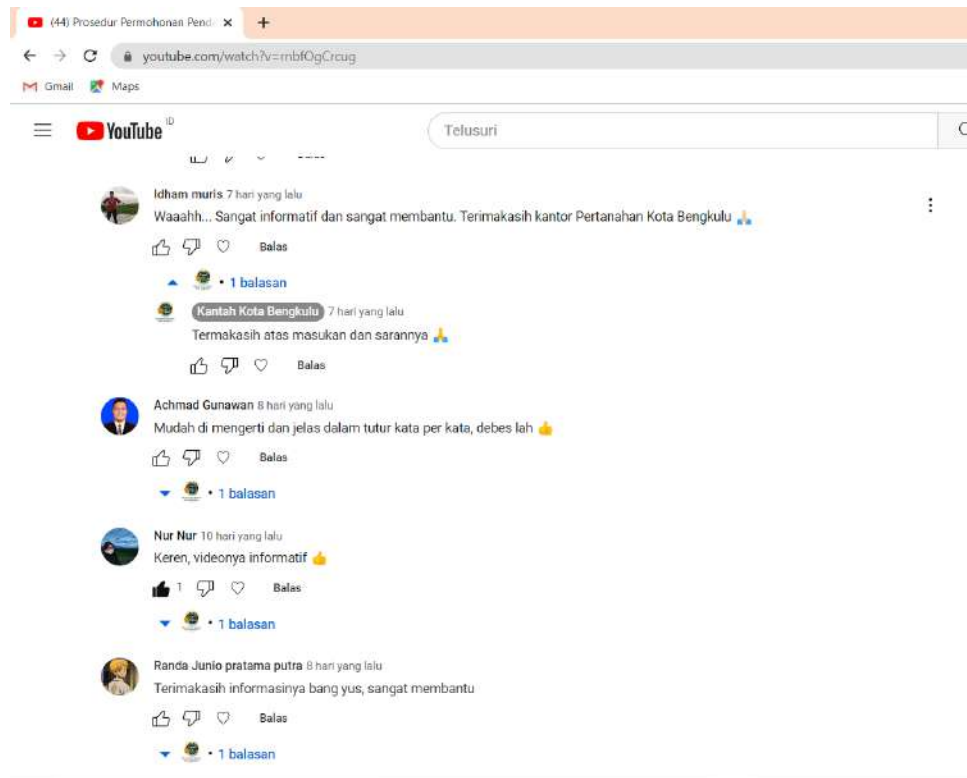 (44) Prosedur Permohonan Pend
youtube.com/watch?v=rnbfOgCrcug
Gmail Maps
YouTube ID
Telusuri
Balas
Idham muris 7 hari yang lalu
Waaahh... Sangat informatif dan sangat membantu. Terimakasih kantor Pertanahan Kota Bengkulu 🙏
Balas
• 1 balasan
Kantah Kota Bengkulu 7 hari yang lalu
Termakasih atas masukan dan sarannya 🙏
Balas
Achmad Gunawan 8 hari yang lalu
Mudah di mengerti dan jelas dalam tutur kata per kata, debes lah 👍
Balas
• 1 balasan
Nur Nur 10 hari yang lalu
Keren, videonya informatif 👍
1 Balas
• 1 balasan
Randa Junio pratama putra 8 hari yang lalu
Terimakasih informasinya bang yus, sangat membantu
Balas
• 1 balasan